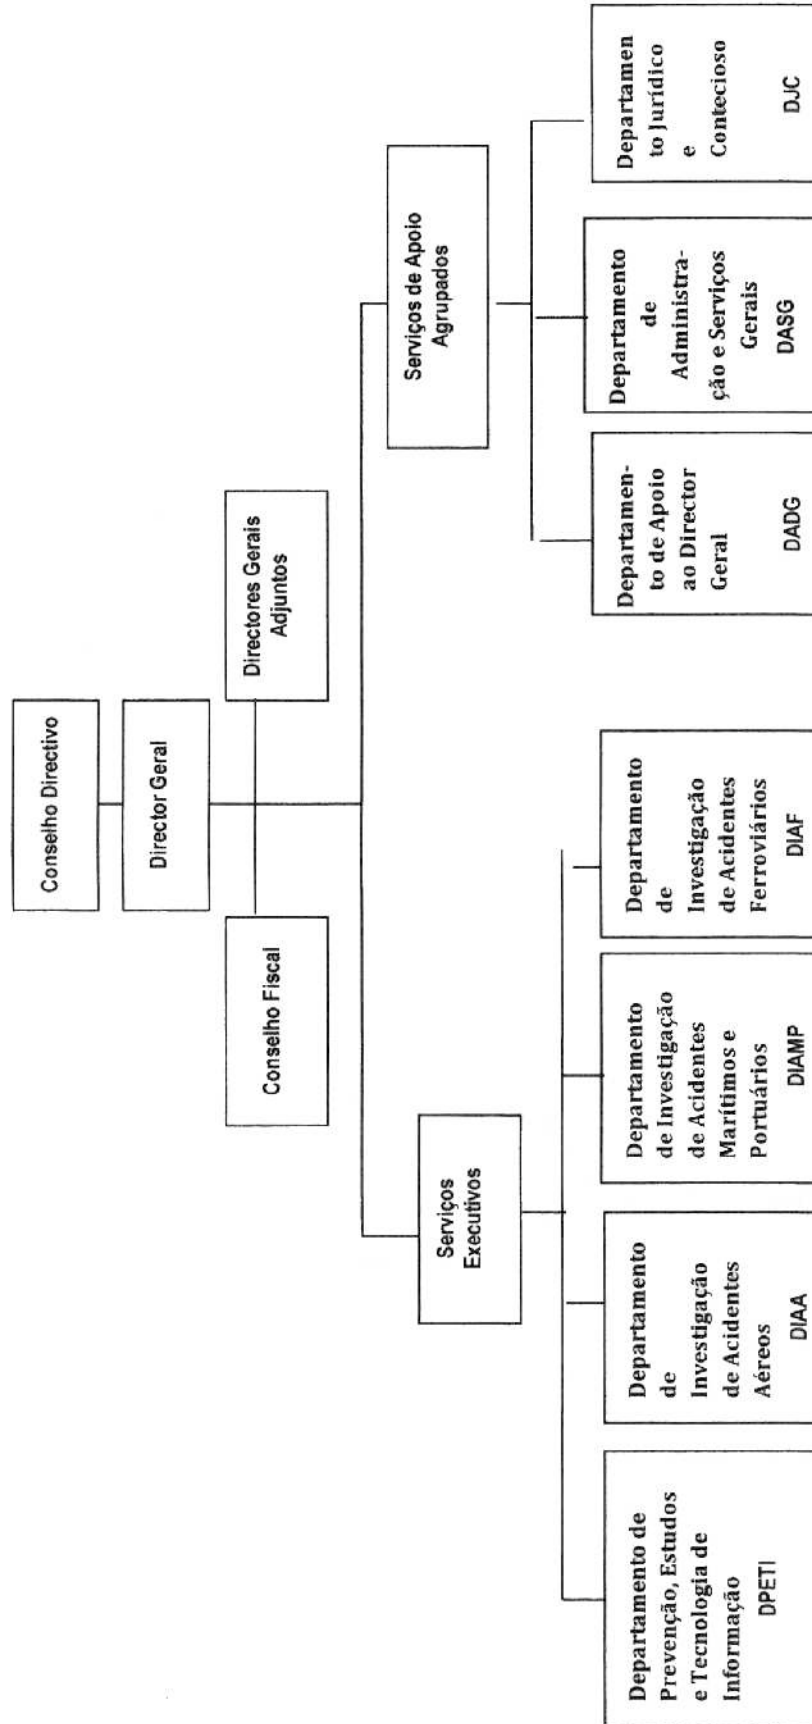 Conselho Directivo
Director Geral
Conselho Fiscal
Directores Gerais
Adjuntos
Serviços
Executivos
Serviços de Apoio
Agrupados
Departamento de
Prevenção, Estudos
e Tecnologia de
Informação
DPETI
Departamento
de
Investigação
de Acidentes
Aéreos
DIAA
Departamento
de Investigação
de Acidentes
Marítimos e
Portuários
DIAMP
Departamento
de
Investigação
de Acidentes
Ferroviários
DIAF
Departamen-
to de Apoio
ao Director
Geral
DADG
Departamento
de
Administra-
ção e Serviços
Gerais
DASG
Departamen
to Jurídico
e
Contecioso
DJC